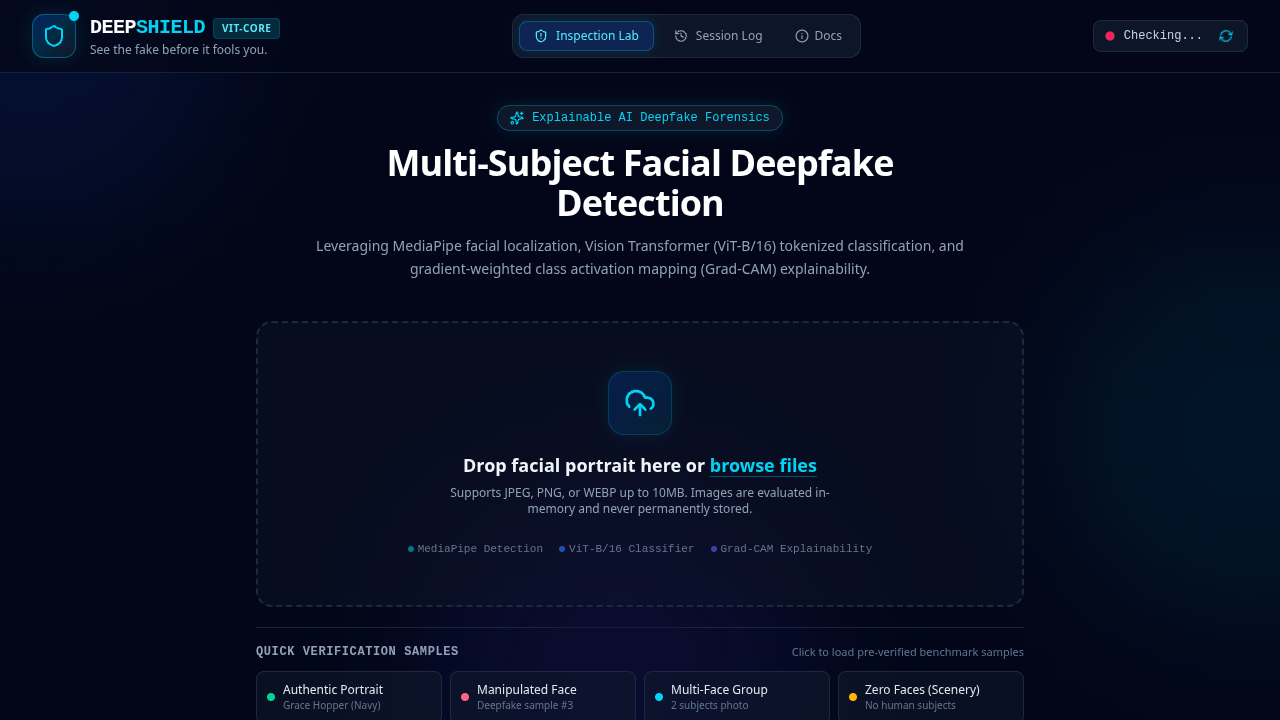 DEEPSHIELD VIT-CORE
See the fake before it fools you.
Inspection Lab
Session Log
Docs
Checking...
Explainable AI Deepfake Forensics
Multi-Subject Facial Deepfake
Detection
Leveraging MediaPipe facial localization, Vision Transformer (ViT-B/16) tokenized classification, and
gradient-weighted class activation mapping (Grad-CAM) explainability.
Drop facial portrait here or browse files
Supports JPEG, PNG, or WEBP up to 10MB. Images are evaluated in-
memory and never permanently stored.
MediaPipe Detection
ViT-B/16 Classifier
Grad-CAM Explainability
QUICK VERIFICATION SAMPLES
Click to load pre-verified benchmark samples
Authentic Portrait
Grace Hopper (Navy)
Manipulated Face
Deepfake sample #3
Multi-Face Group
2 subjects photo
Zero Faces (Scenery)
No human subjects